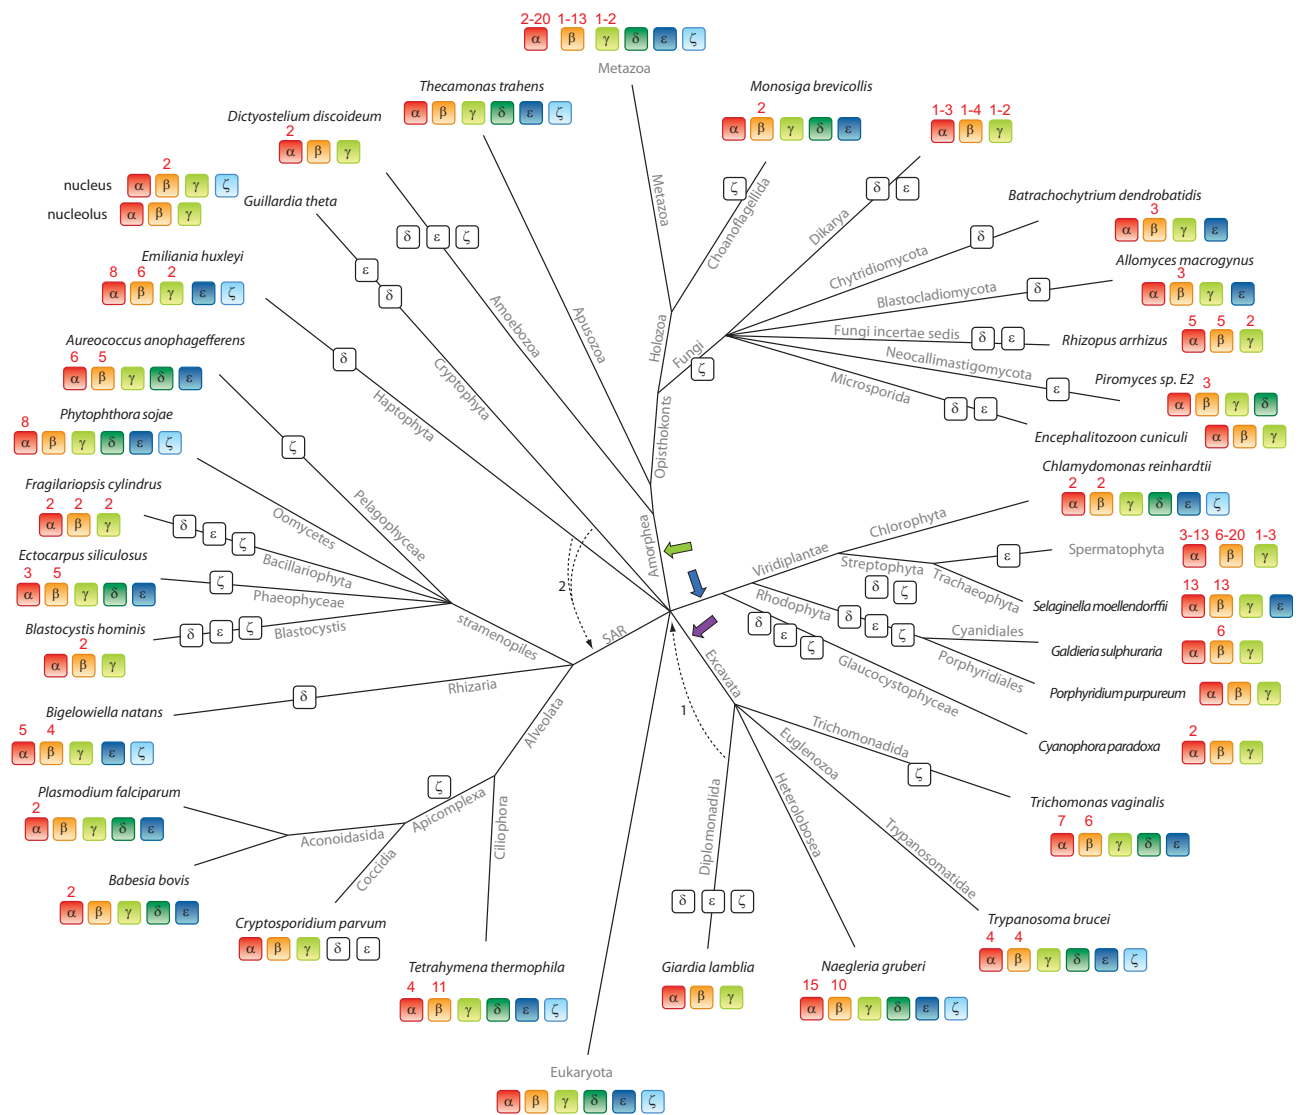 2-20 1-13 1-2
α β γ δ ε ζ
Metazoa
Thecamonas trahens
α β γ δ ε ζ
Monosiga brevicollis
2
α β γ δ ε
1-3 1-4 1-2
α β γ
Dictyostelium discoideum
2
α β γ
nucleus
2
α β γ ζ
nucleolus α β γ
Guillardia theta
Batrachochytrium dendrobatidis
3
α β γ ε
Emiliania huxleyi
8 6 2
α β γ ε ζ
Allomyces macrogynus
3
α β γ ε
Aureococcus anophagefferens
6 5
α β γ δ ε
Rhizopus arrhizus
5 5 2
α β γ
Piromyces sp. E2
3
α β γ δ
Phytophthora sojae
8
α β γ δ ε ζ
Encephalitozoon cuniculi α β γ
Fragilariopsis cylindrus
2 2 2
α β γ
Chlamydomonas reinhardtii
2 2
α β γ δ ε ζ
Ectocarpus siliculosus
3 5
α β γ δ ε
Spermatophyta
3-13 6-20 1-3
α β γ
Selaginella moellendorffii
13 13
α β γ ε
Blastocystis hominis
2
α β γ
Galdieria sulphuraria
6
α β γ
Porphyridium purpureum α β γ
Bigelowiella natans
5 4
α β γ ε ζ
Cyanophora paradoxa
2
α β γ
Plasmodium falciparum
2
α β γ δ ε
Trichomonas vaginalis
7 6
α β γ δ ε
Babesia bovis
2
α β γ δ ε
Cryptosporidium parvum
α β γ δ ε
Tetrahymena thermophila
4 11
α β γ δ ε ζ
Giardia lamblia
α β γ
Naegleria gruberi
15 10
α β γ δ ε ζ
Trypanosoma brucei
4 4
α β γ δ ε ζ
Eukaryota
α β γ δ ε ζ
Metazoa
Choanoflagellida
ζ
Holozoa
Opisthokonts
Fungi
ζ
Dikarya
δ ε
Chytridiomycota
δ
Blastocladiomycota
δ
Fungi incertae sedis
δ ε
Neocallimastigomycota
ε
Microsporida
δ ε
Apusozoa
Amoebozoa
δ ε ζ
Amorphea
Cryptophyta
ε
δ
Haptophyta
δ
Pelagophyceae
ζ
Oomycetes
Bacillariophyta
δ ε ζ
Phaeophyceae
ζ
Blastocystis
δ ε ζ
stramenopiles
SAR
2
Rhizaria
δ
Alveolata
Apicomplexa
ζ
Aconoidasida
Coccidia
Ciliophora
Viridiplantae
Chlorophyta
Streptophyta
δ ζ
ε
Trachaeophyta
Rhodophyta
δ ε ζ
Cyanidiales
Porphyridiales
Glaucocystophyceae
δ ε ζ
Excavata
1
Trichomonadida
ζ
Euglenozoa
Trypanosomatidae
Heterolobosea
Diplomonadida
δ ε ζ